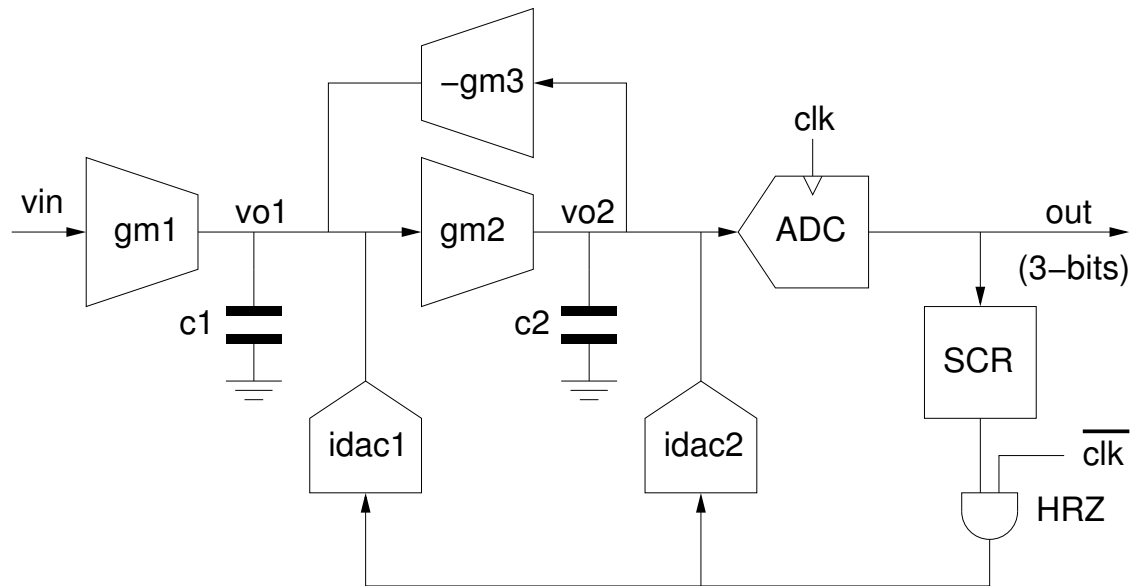 −gm3
clk
vin
gm1
vo1
gm2
vo2
ADC
out
(3−bits)
c1
c2
SCR
idac1
idac2
clk
HRZ